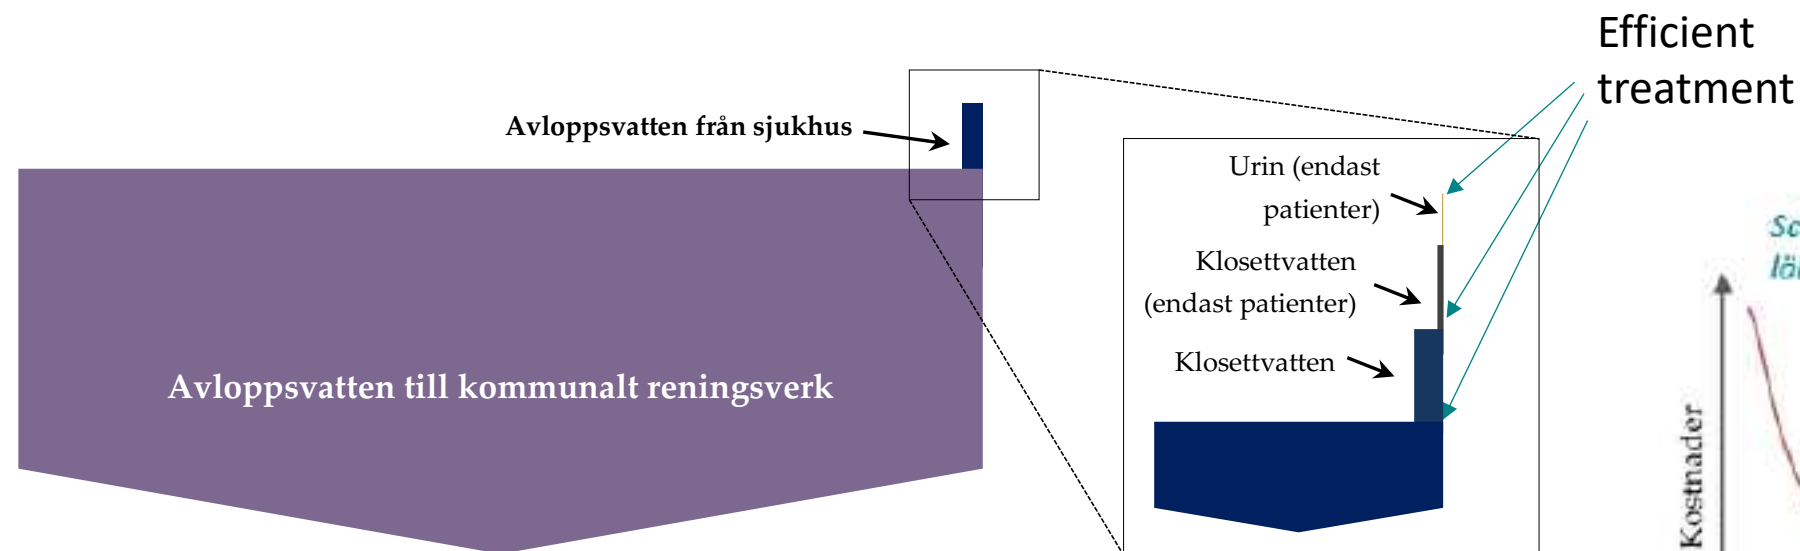 Efficient
treatment
Avloppsvatten från sjukhus
Urin (endast
patienter)
Klosettvatten
(endast patienter)
Klosettvatten
Avloppsvatten till kommunalt reningsverk
Kostnader